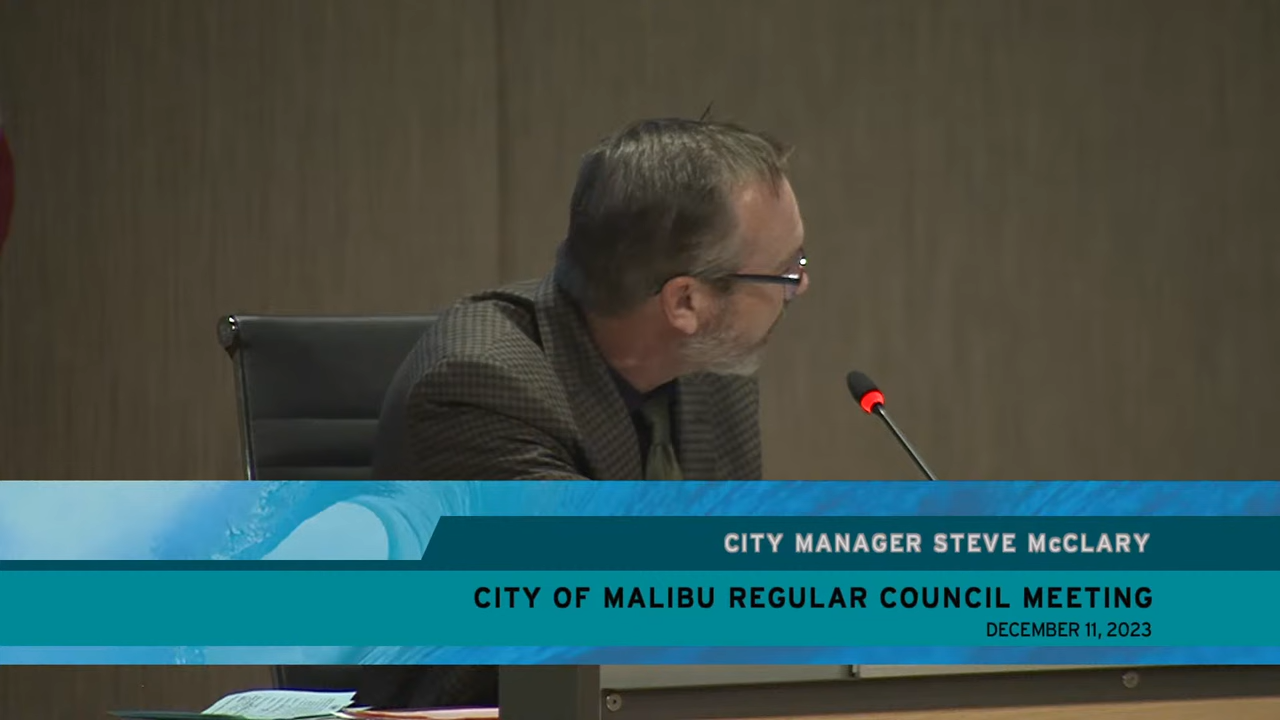 CITY MANAGER STEVE McCLARY
CITY OF MALIBU REGULAR COUNCIL MEETING
DECEMBER 11, 2023